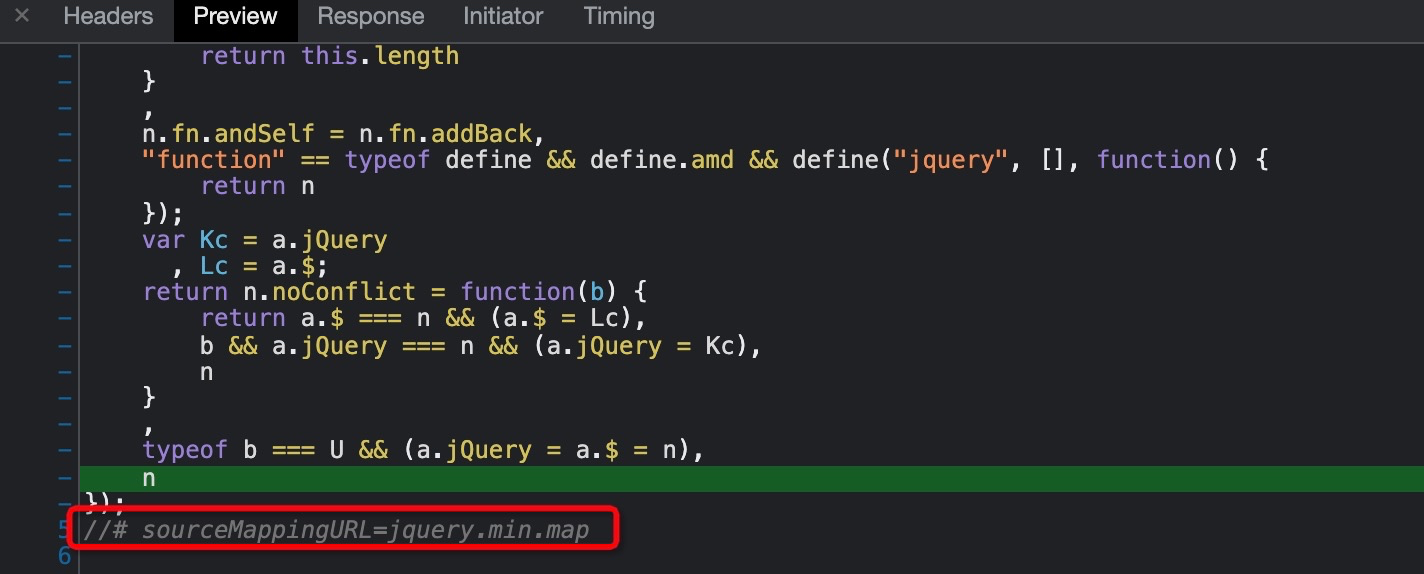 × Headers Preview Response Initiator Timing
– return this.length
– }
– ,
– n.fn.andSelf = n.fn.addBack,
– "function" == typeof define && define.amd && define("jquery", [], function() {
– return n
– });
– var Kc = a.jQuery
– , Lc = a.$;
– return n.noConflict = function(b) {
– return a.$ === n && (a.$ = Lc),
– b && a.jQuery === n && (a.jQuery = Kc),
– n
– }
– ,
– typeof b === U && (a.jQuery = a.$ = n),
– n
– });
5 //# sourceMappingURL=jquery.min.map
6